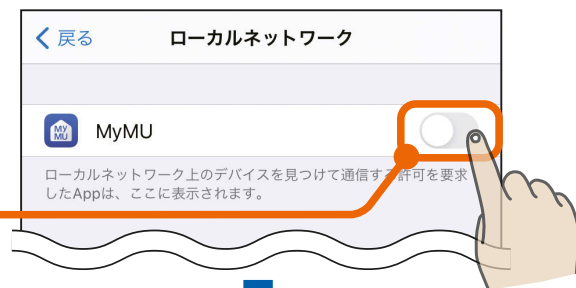 戻る
ローカルネットワーク
MY
MU
MyMU
ローカルネットワーク上のデバイスを見つけて通信する許可を要求
したAppは、ここに表示されます。